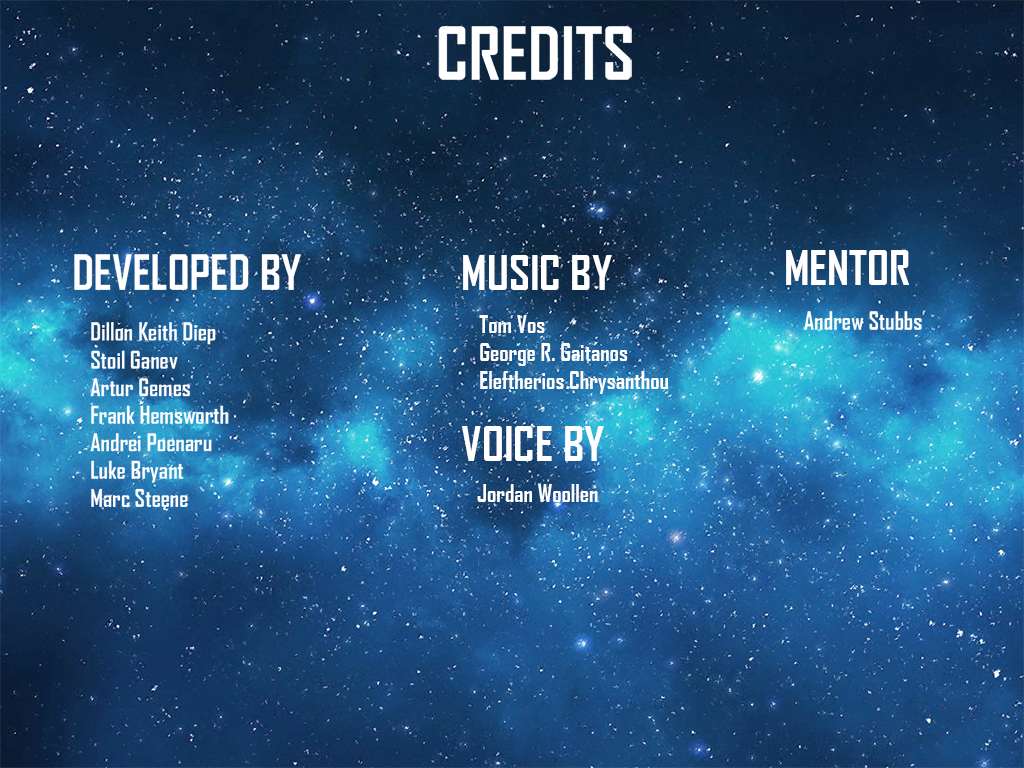 CREDITS
DEVELOPED BY
Dillon Keith Diep
Stoil Ganev
Artur Gemes
Frank Hemsworth
Andrei Poenaru
Luke Bryant
Marc Steene
MUSIC BY
Tom Vos
George R. Gaitanos
Eleftherios Chrysanthou
VOICE BY
Jordan Woollen
MENTOR
Andrew Stubbs